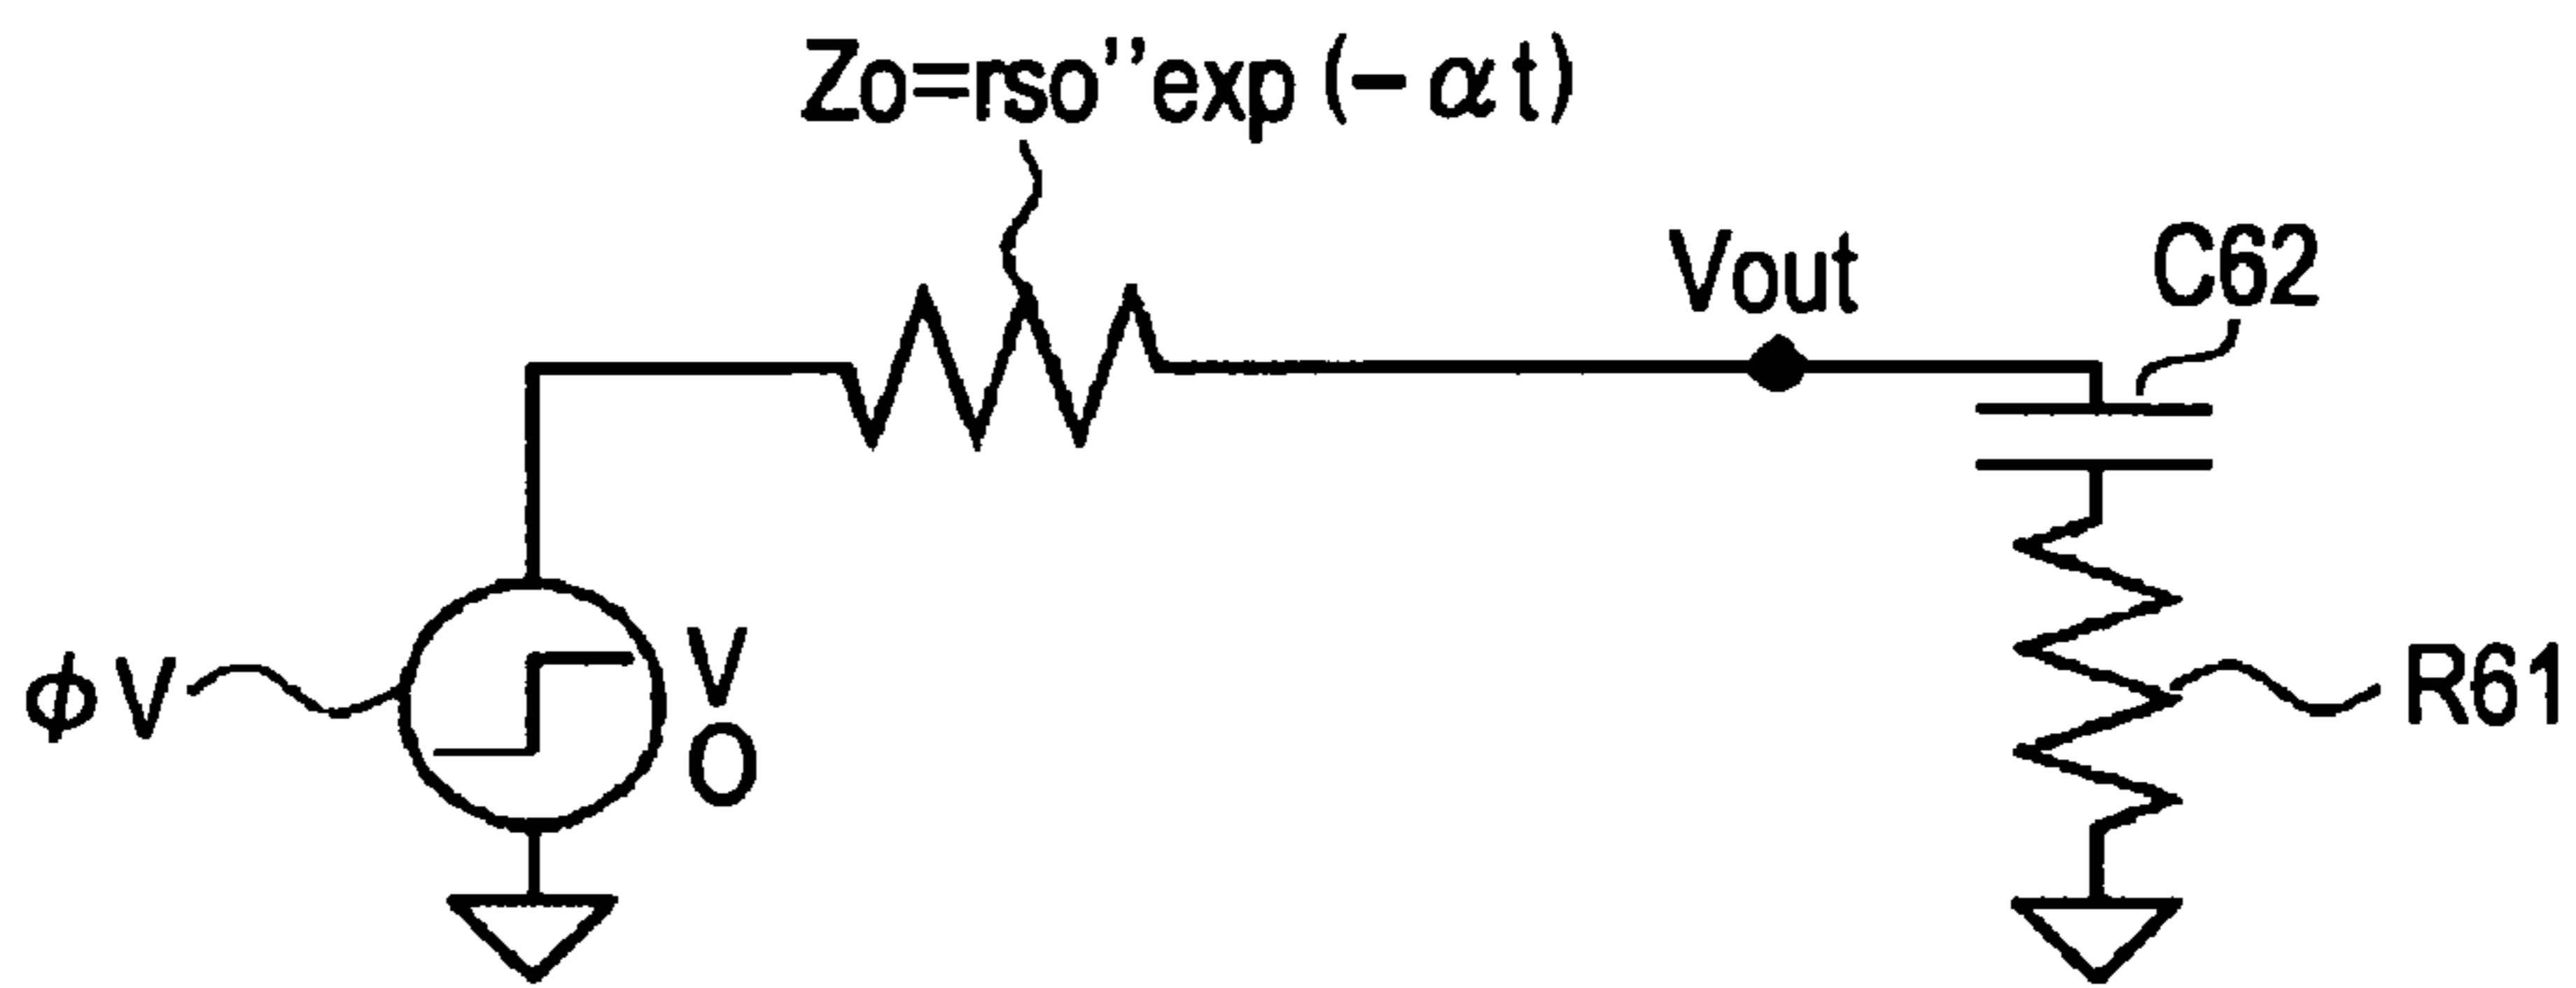 Zo=rso''exp(-αt)
Vout
C62
φV
V
O
R61